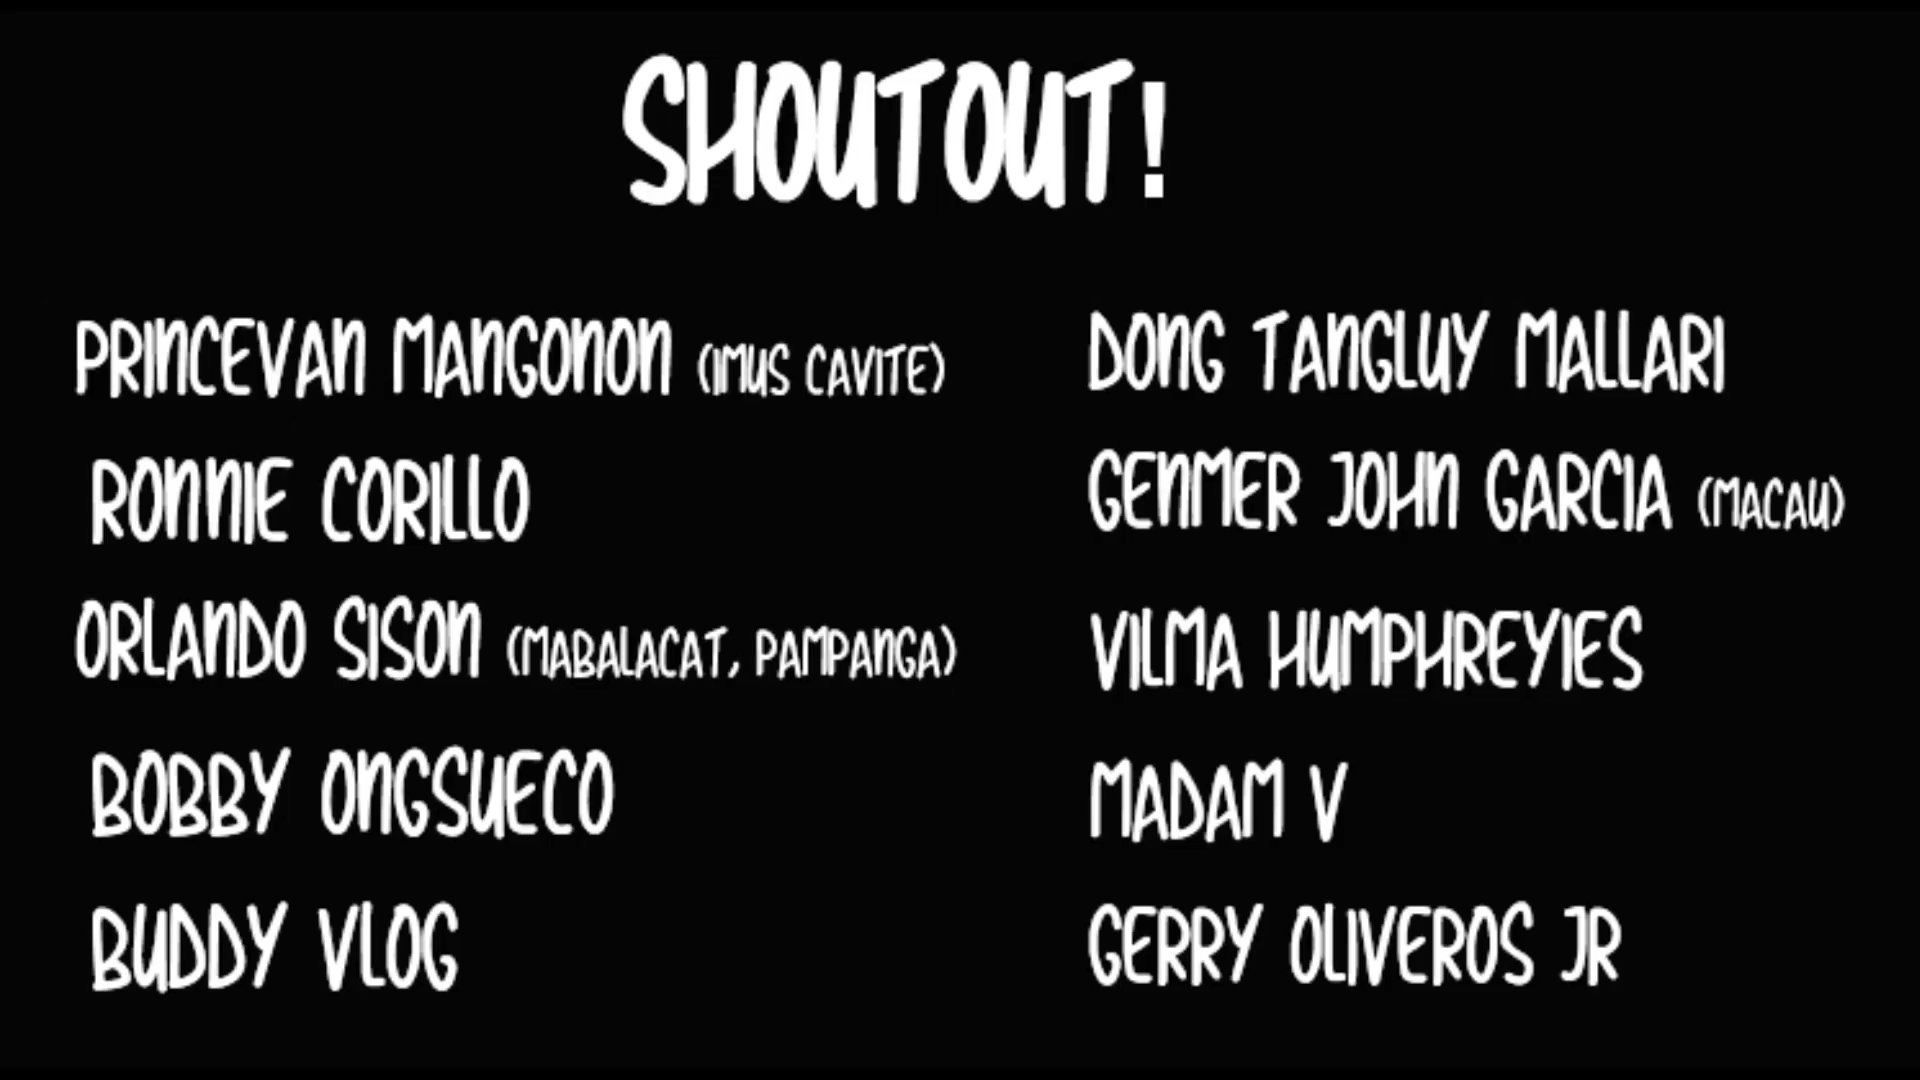 SHOUTOUT!
PRINCEVAN MANGONON (IMUS CAVITE)
RONNIE CORILLO
ORLANDO SISON (MABALACAT, PAMPANGA)
BOBBY ONGSUECO
BUDDY VLOG
DONG TANGLUY MALLARI
GENMER JOHN GARCIA (MACAU)
VILMA HUMPHREYIES
MADAM V
GERRY OLIVEROS JR